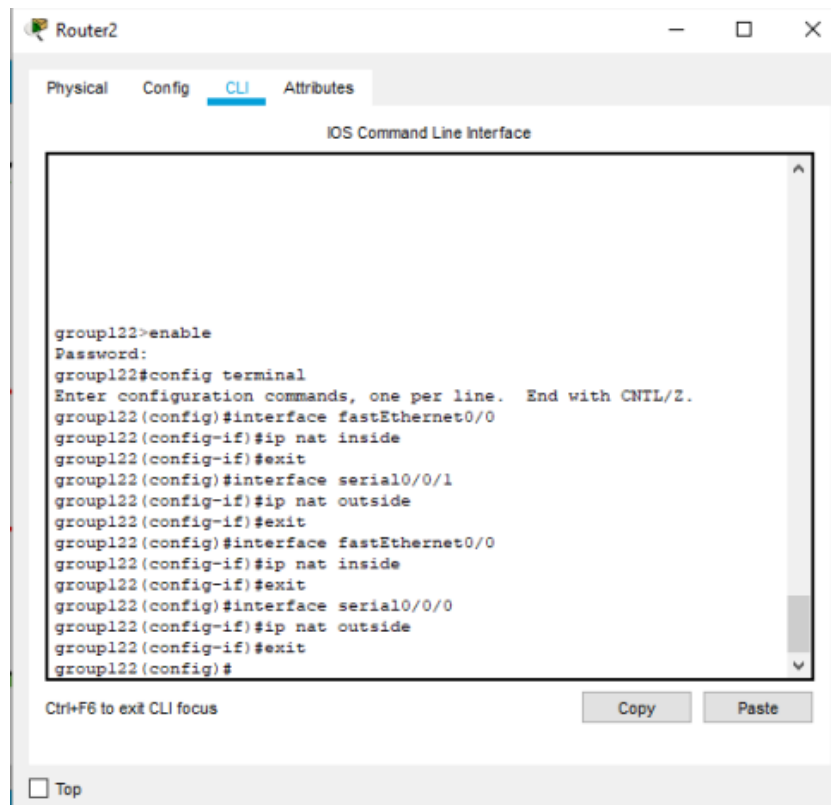 Router2
Physical Config CLI Attributes
IOS Command Line Interface
group122>enable
Password:
group122#config terminal
Enter configuration commands, one per line.  End with CNTL/Z.
group122(config)#interface fastEthernet0/0
group122(config-if)#ip nat inside
group122(config-if)#exit
group122(config)#interface serial0/0/1
group122(config-if)#ip nat outside
group122(config-if)#exit
group122(config)#interface fastEthernet0/0
group122(config-if)#ip nat inside
group122(config-if)#exit
group122(config)#interface serial0/0/0
group122(config-if)#ip nat outside
group122(config-if)#exit
group122(config)#
Ctrl+F6 to exit CLI focus Copy Paste
Top